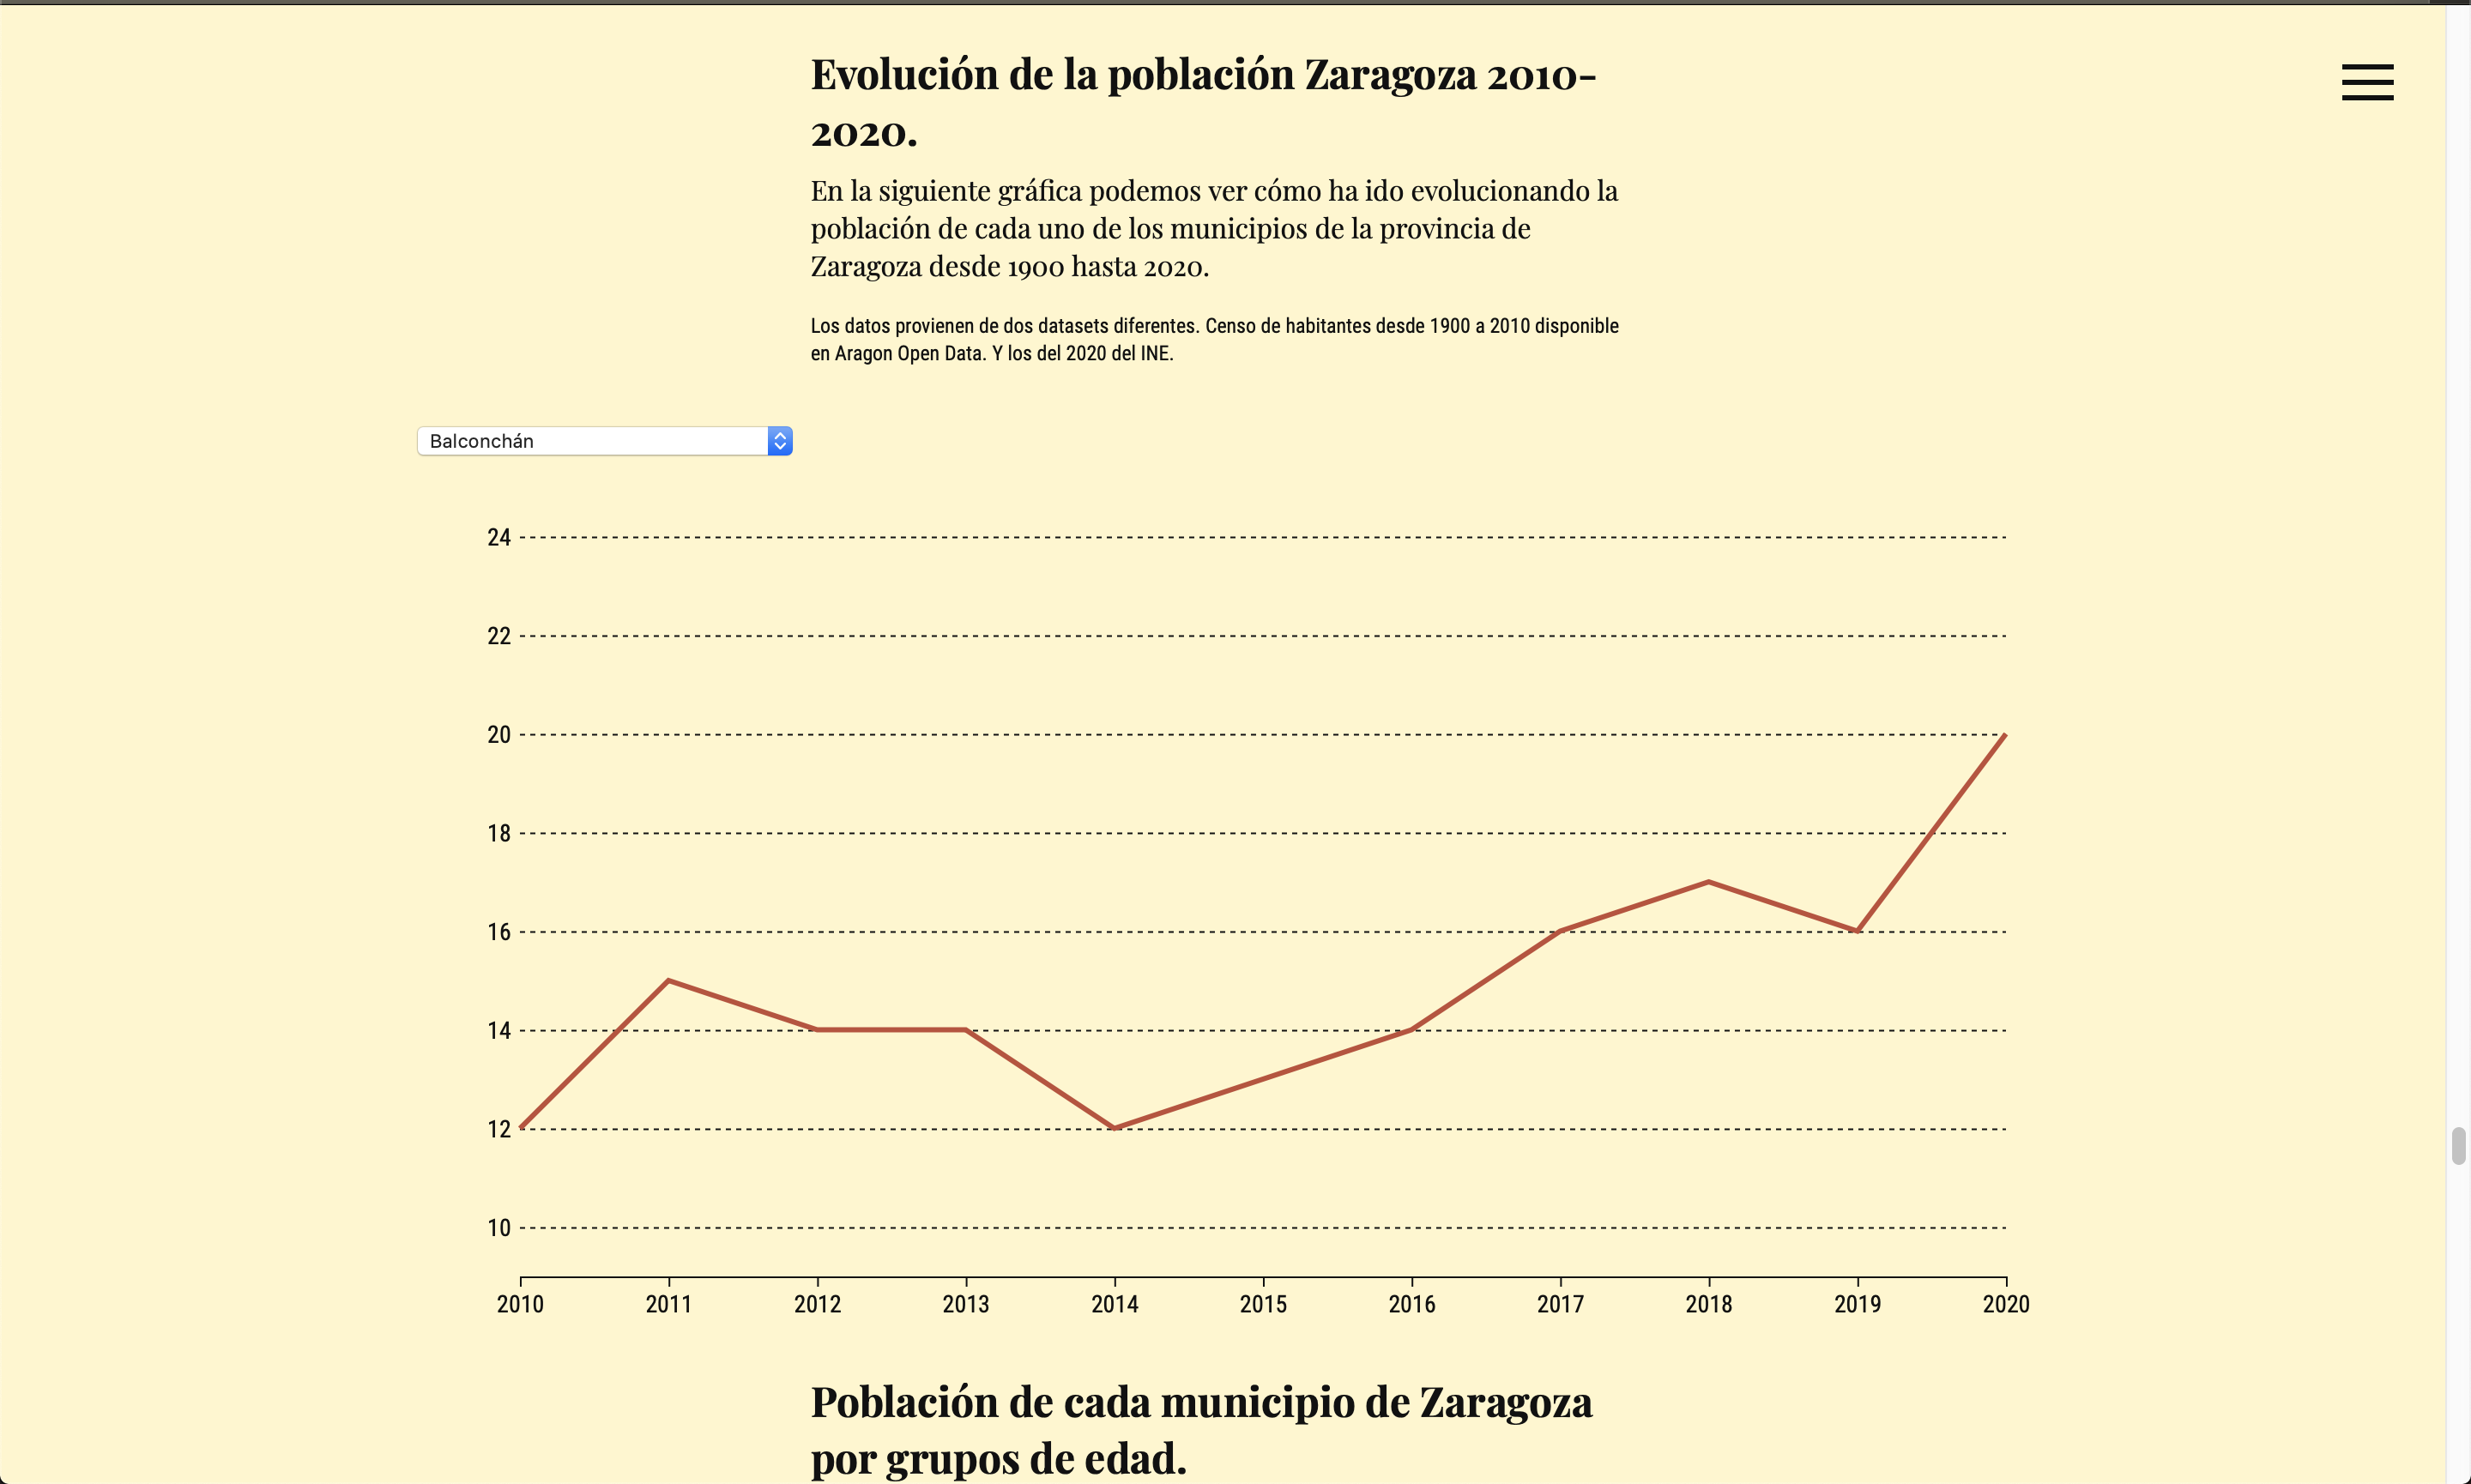 Evolución de la población Zaragoza 2010-
2020.
En la siguiente gráfica podemos ver cómo ha ido evolucionando la
población de cada uno de los municipios de la provincia de
Zaragoza desde 1900 hasta 2020.
Los datos provienen de dos datasets diferentes. Censo de habitantes desde 1900 a 2010 disponible
en Aragon Open Data. Y los del 2020 del INE.
Balconchán
24
22
20
18
16
14
12
10
2010 2011 2012 2013 2014 2015 2016 2017 2018 2019 2020
Población de cada municipio de Zaragoza
por grupos de edad.